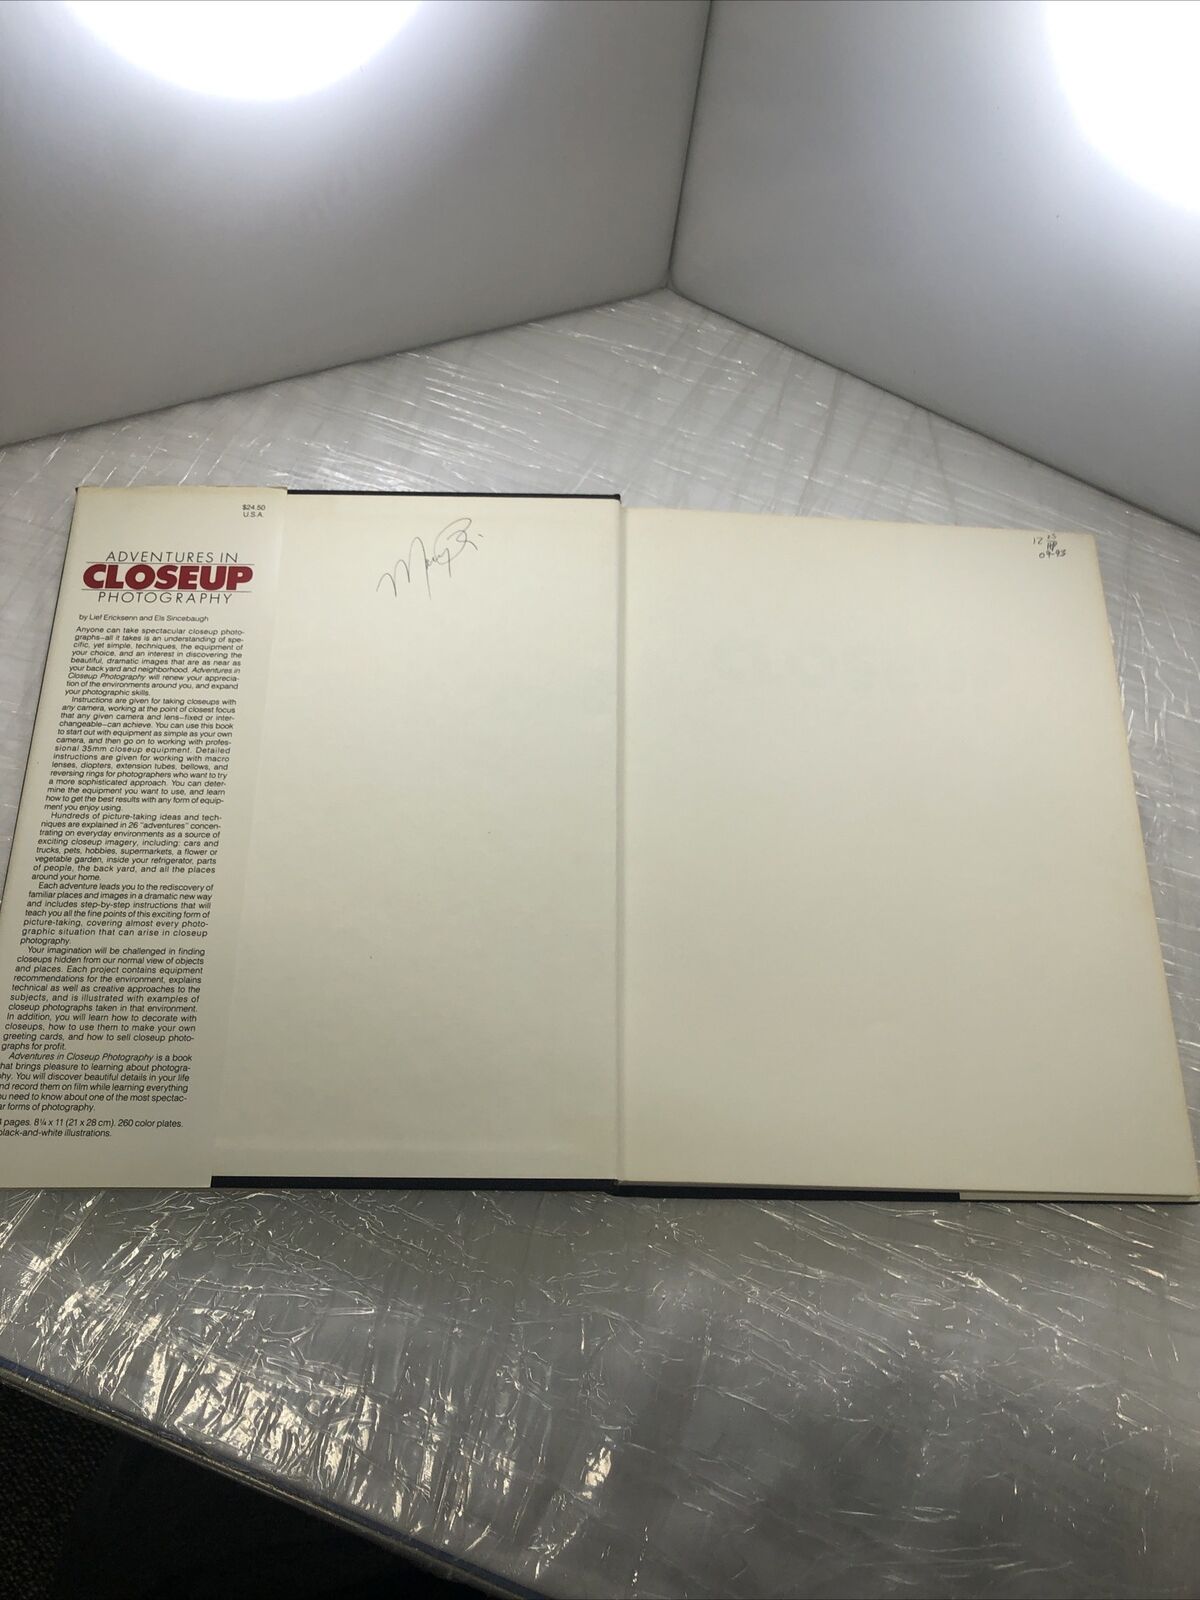 $24.50
U.S.A.
ADVENTURES IN
CLOSEUP
PHOTOGRAPHY
by Lief Ericksenn and Els Sincebaugh
Anyone can take spectacular closeup photo-
graphs–all it takes is an understanding of spe-
cific, yet simple, techniques, the equipment of
your choice, and an interest in discovering the
beautiful, dramatic images that are as near as
your back yard and neighborhood. Adventures in
Closeup Photography will renew your apprecia-
tion of the environments around you, and expand
your photographic skills.
Instructions are given for taking closeups with
any camera, working at the point of closest focus
that any given camera and lens–fixed or inter-
changeable–can achieve. You can use this book
to start out with equipment as simple as your own
camera, and then go on to working with profes-
sional 35mm closeup equipment. Detailed
instructions are given for working with macro
lenses, diopters, extension tubes, bellows, and
reversing rings for photographers who want to try
a more sophisticated approach. You can deter-
mine the equipment you want to use, and learn
how to get the best results with any form of equip-
ment you enjoy using.
Hundreds of picture-taking ideas and tech-
niques are explained in 26 "adventures" concen-
trating on everyday environments as a source of
exciting closeup imagery, including: cars and
trucks, pets, hobbies, supermarkets, a flower or
vegetable garden, inside your refrigerator, parts
of people, the back yard, and all the places
around your home.
Each adventure leads you to the rediscovery of
familiar places and images in a dramatic new way
and includes step-by-step instructions that will
teach you all the fine points of this exciting form of
picture-taking, covering almost every photo-
graphic situation that can arise in closeup
photography.
Your imagination will be challenged in finding
closeups hidden from our normal view of objects
and places. Each project contains equipment
recommendations for the environment, explains
technical as well as creative approaches to the
subjects, and is illustrated with examples of
closeup photographs taken in that environment.
In addition, you will learn how to decorate with
closeups, how to use them to make your own
greeting cards, and how to sell closeup photo-
graphs for profit.
Adventures in Closeup Photography is a book
hat brings pleasure to learning about photogra-
hy. You will discover beautiful details in your life
nd record them on film while learning everything
u need to know about one of the most spectac-
ar forms of photography.
pages. 8¼ x 11 (21 x 28 cm). 260 color plates.
lack-and-white illustrations.
12
09-93